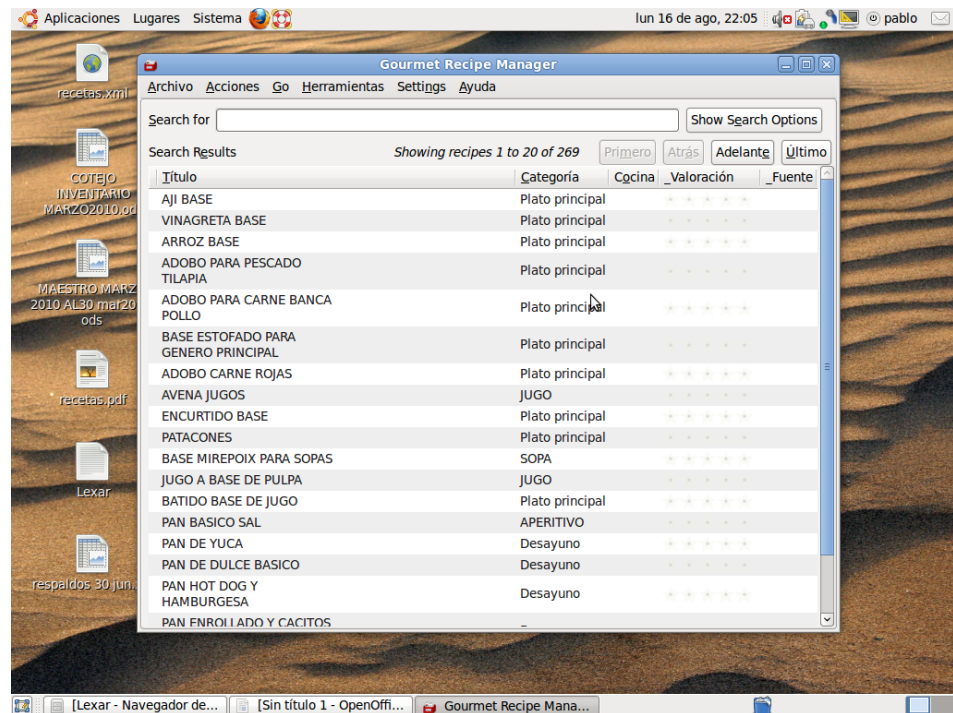 Aplicaciones Lugares Sistema lun 16 de ago, 22:05 pablo
recetas.xml
COTEJO
INVENTARIO
MARZO2010.od
MAESTRO MARZ
2010 AL30 mar20
ods
recetas.pdf
Lexar
respaldos 30 jun.
Gourmet Recipe Manager
Archivo Acciones Go Herramientas Settings Ayuda
Search for Show Search Options
Search Results Showing recipes 1 to 20 of 269 Primero Atrás Adelante Último
Título Categoría Cocina _Valoración _Fuente
AJI BASE Plato principal
VINAGRETA BASE Plato principal
ARROZ BASE Plato principal
ADOBO PARA PESCADO
TILAPIA Plato principal
ADOBO PARA CARNE BANCA
POLLO Plato principal
BASE ESTOFADO PARA
GENERO PRINCIPAL Plato principal
ADOBO CARNE ROJAS Plato principal
AVENA JUGOS JUGO
ENCURTIDO BASE Plato principal
PATACONES Plato principal
BASE MIREPOIX PARA SOPAS SOPA
JUGO A BASE DE PULPA JUGO
BATIDO BASE DE JUGO Plato principal
PAN BASICO SAL APERITIVO
PAN DE YUCA Desayuno
PAN DE DULCE BASICO Desayuno
PAN HOT DOG Y
HAMBURGESA Desayuno
PAN ENROLLADO Y CACITOS
[Lexar - Navegador de... [Sin título 1 - OpenOffi... Gourmet Recipe Mana...